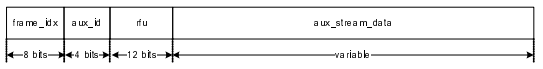 frame_idx aux_id rfu aux_stream_data
8 bits 4 bits 12 bits variable